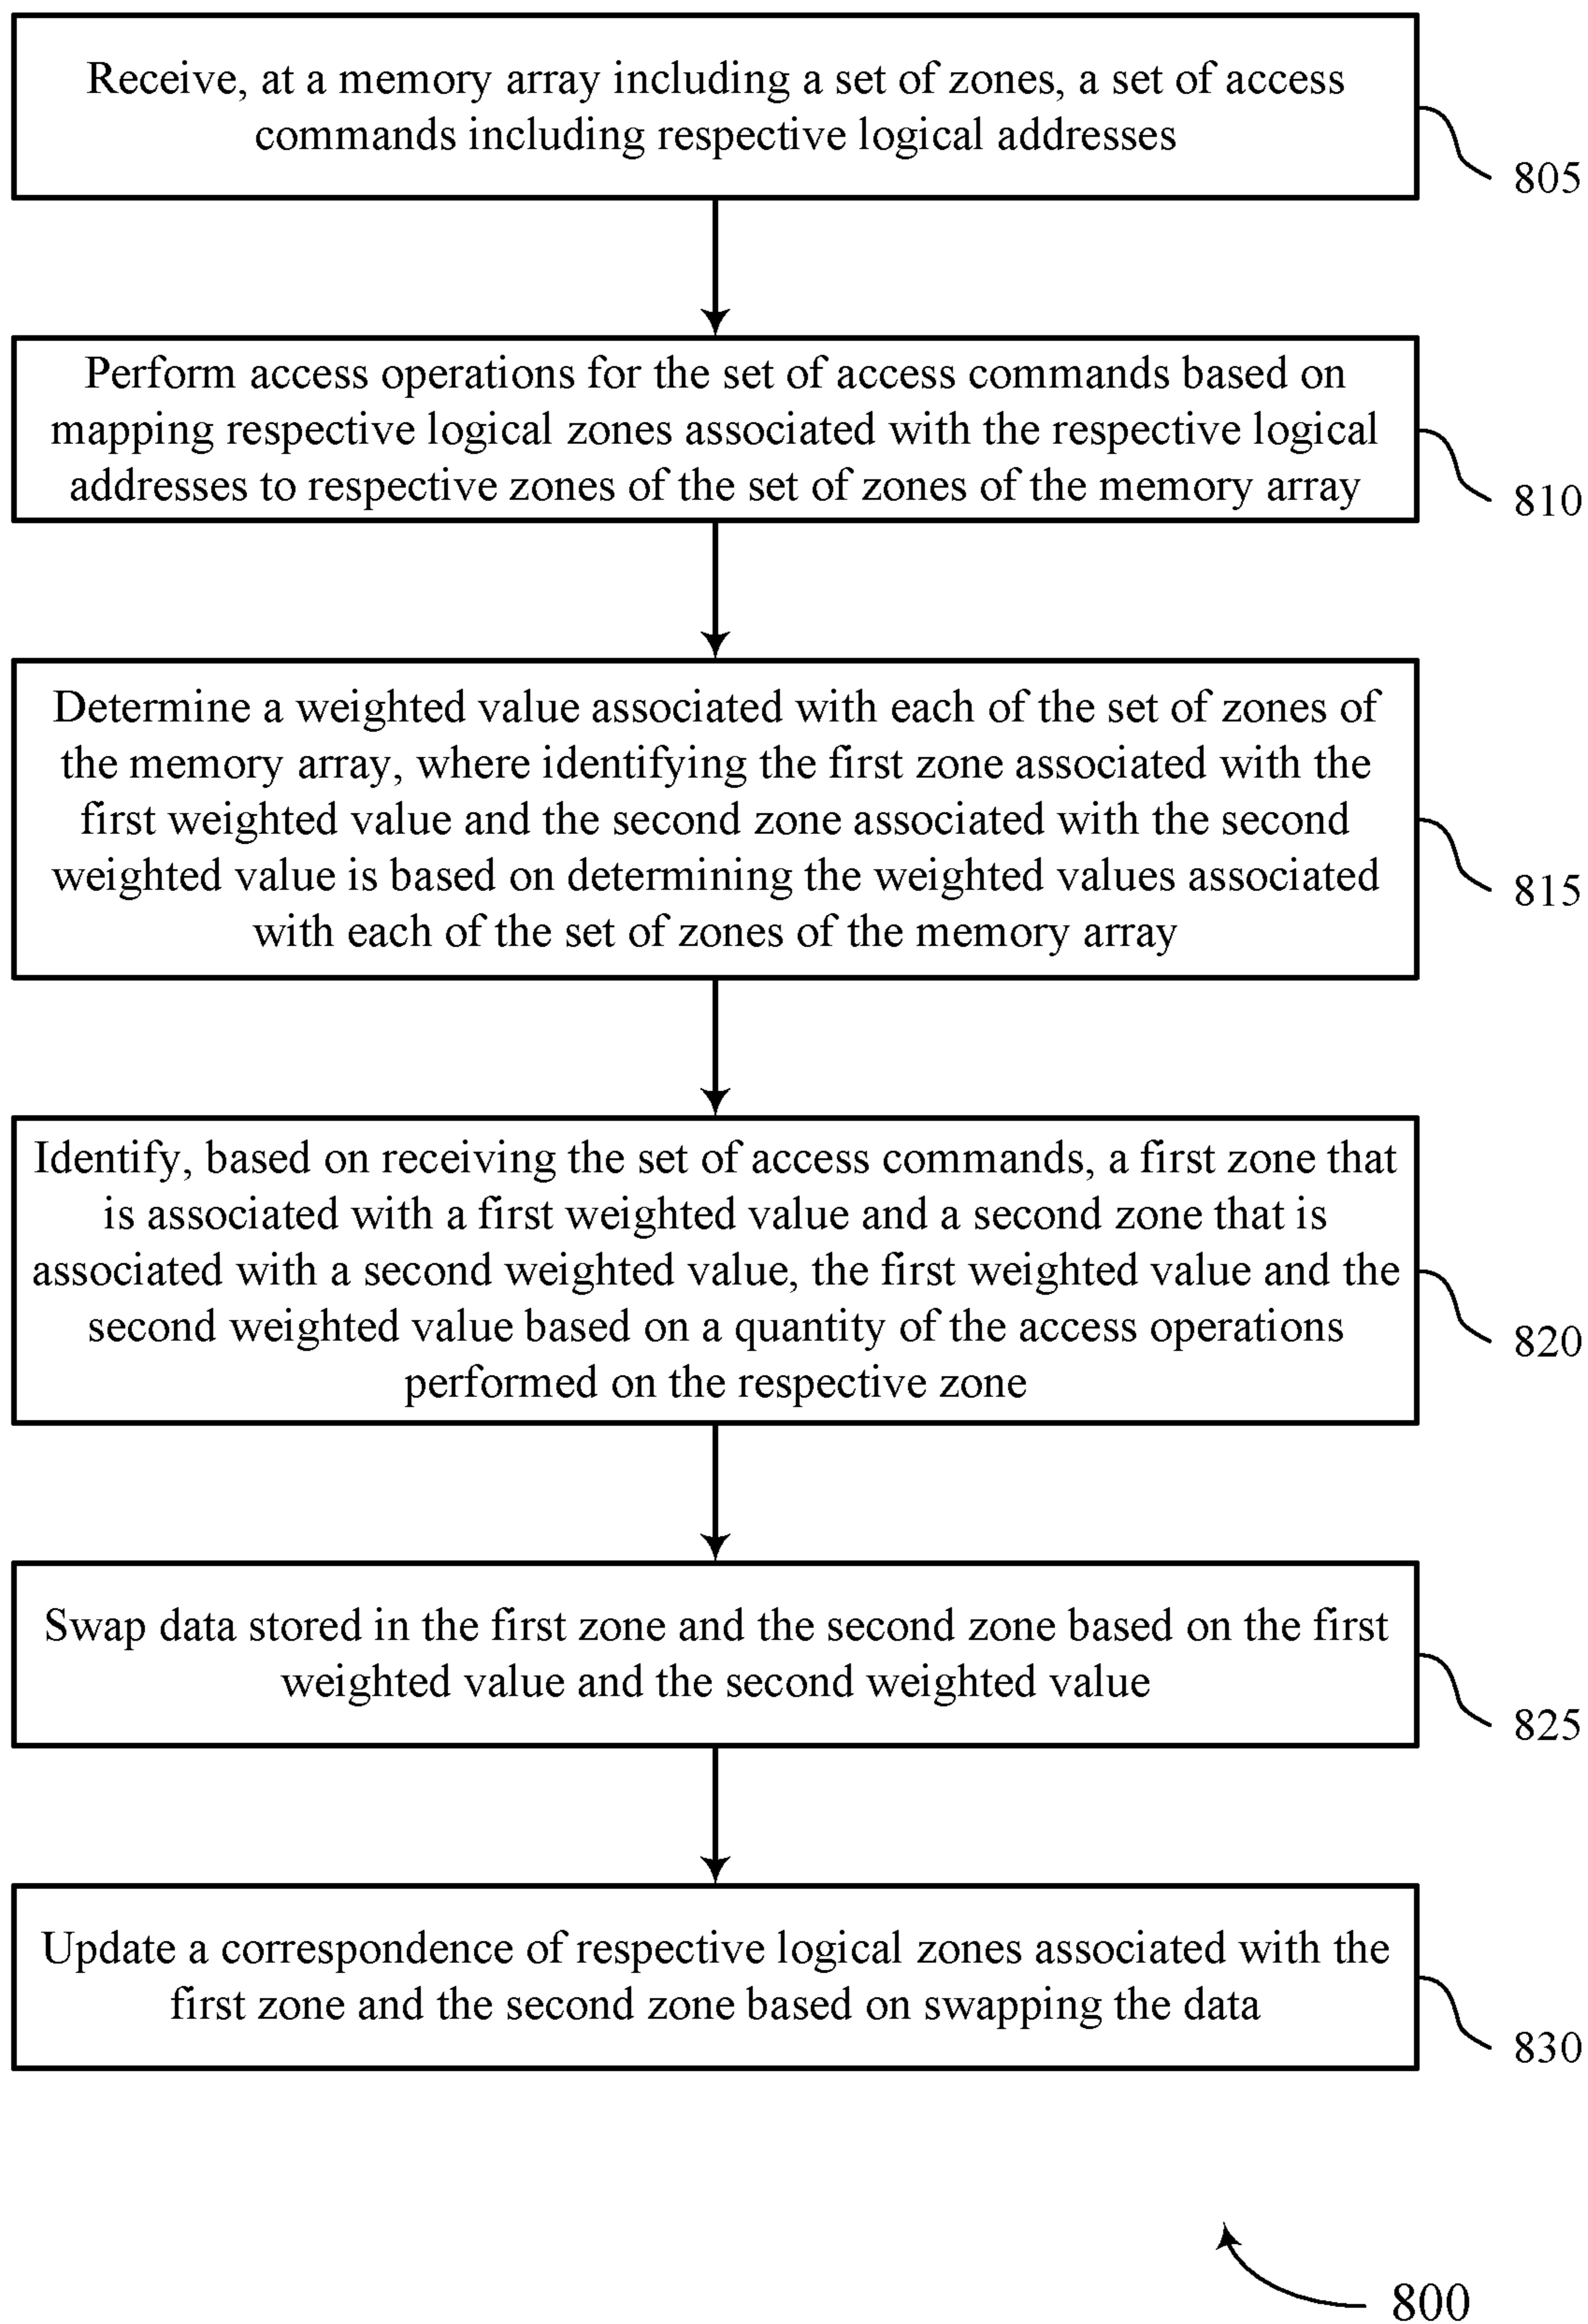 Receive, at a memory array including a set of zones, a set of access
commands including respective logical addresses
805
Perform access operations for the set of access commands based on
mapping respective logical zones associated with the respective logical
addresses to respective zones of the set of zones of the memory array
810
Determine a weighted value associated with each of the set of zones of
the memory array, where identifying the first zone associated with the
first weighted value and the second zone associated with the second
weighted value is based on determining the weighted values associated
with each of the set of zones of the memory array
815
Identify, based on receiving the set of access commands, a first zone that
is associated with a first weighted value and a second zone that is
associated with a second weighted value, the first weighted value and the
second weighted value based on a quantity of the access operations
performed on the respective zone
820
Swap data stored in the first zone and the second zone based on the first
weighted value and the second weighted value
825
Update a correspondence of respective logical zones associated with the
first zone and the second zone based on swapping the data
830
800